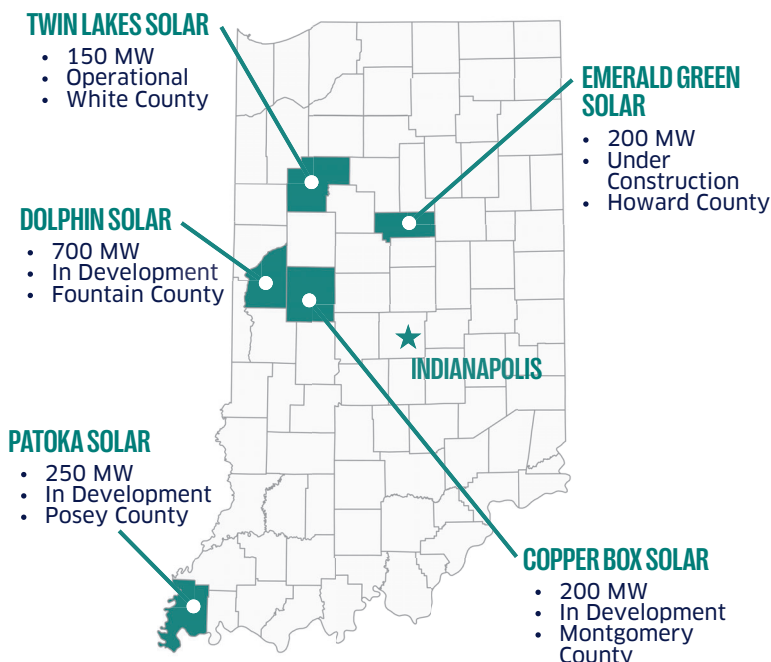 TWIN LAKES SOLAR
• 150 MW
• Operational
• White County
EMERALD GREEN
SOLAR
• 200 MW
• Under
Construction
• Howard County
DOLPHIN SOLAR
• 700 MW
• In Development
• Fountain County
INDIANAPOLIS
PATOKA SOLAR
• 250 MW
• In Development
• Posey County
COPPER BOX SOLAR
• 200 MW
• In Development
• Montgomery
County